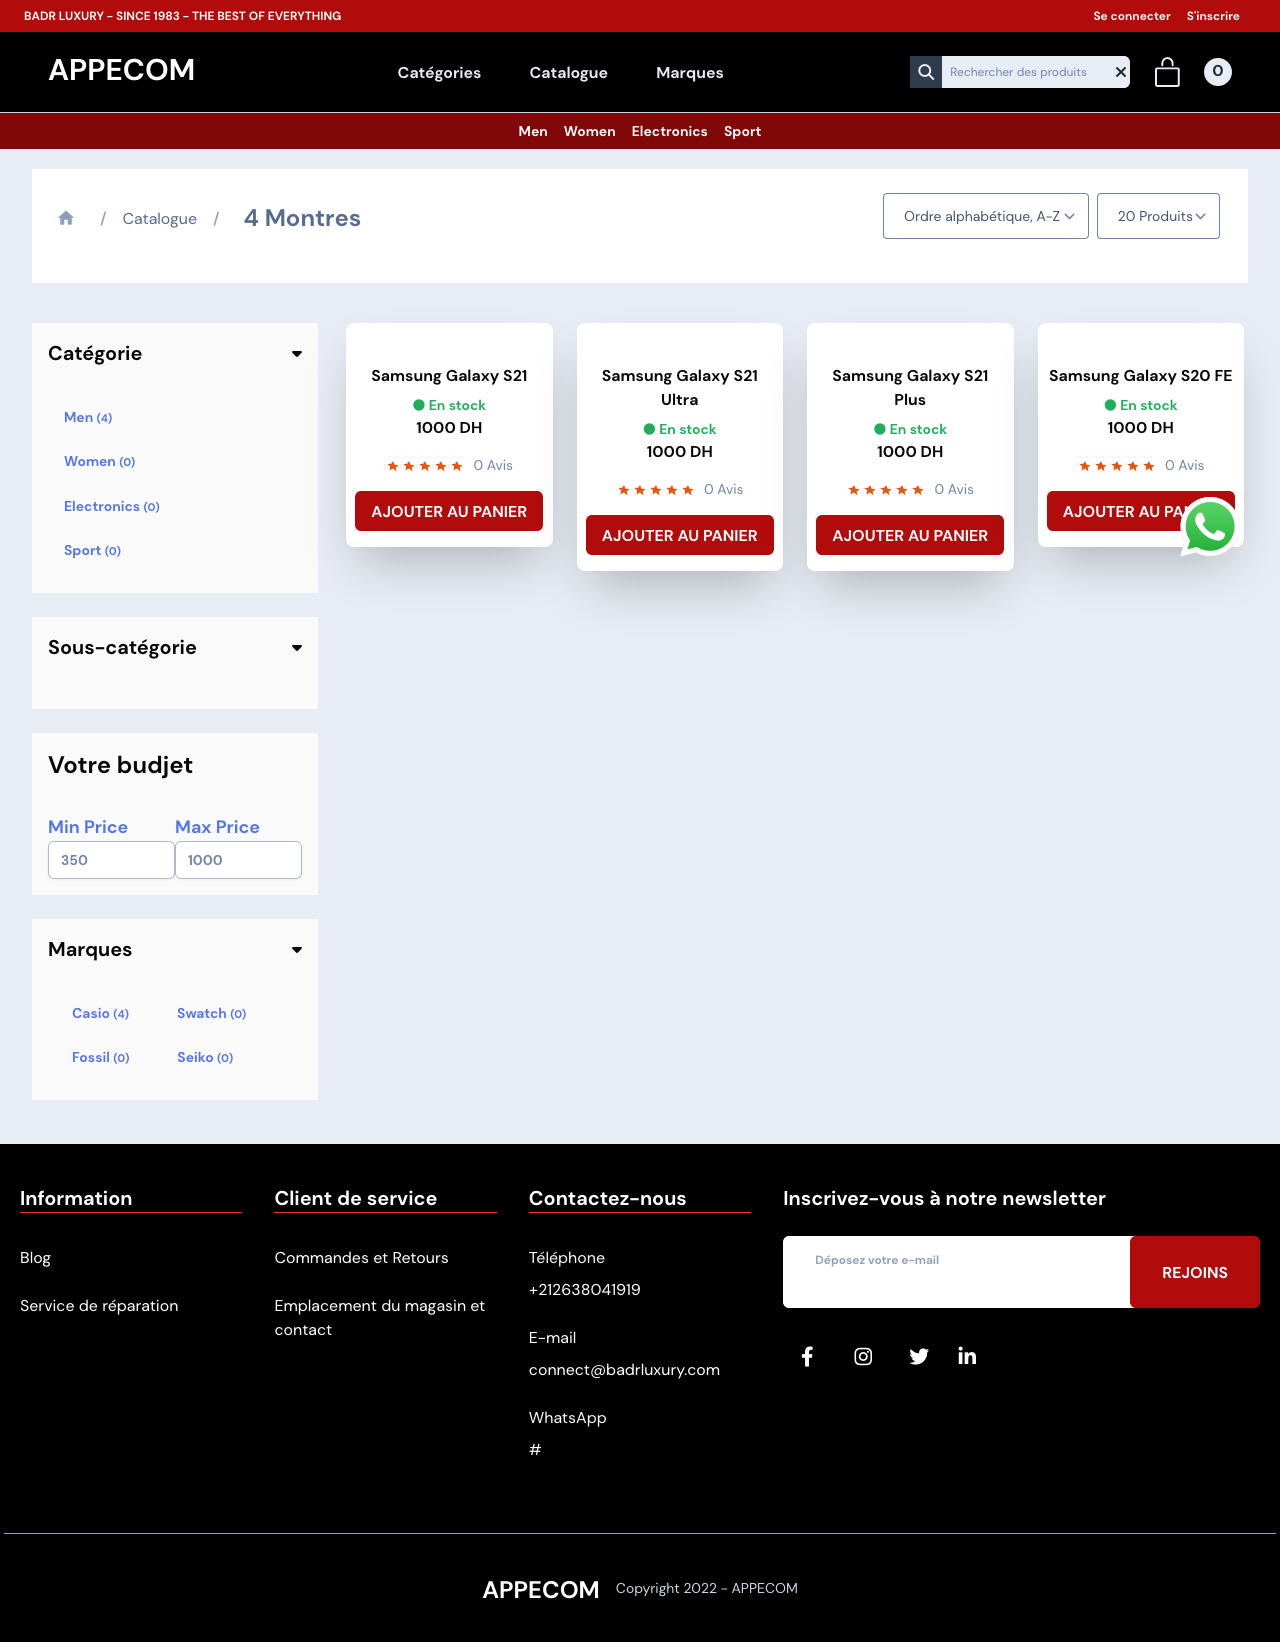 BADR LUXURY - SINCE 1983 - THE BEST OF EVERYTHING
Se connecter S'inscrire
APPECOM
Catégories Catalogue Marques
Rechercher des produits
0
Men Women Electronics Sport
/ Catalogue / 4 Montres
Ordre alphabétique, A-Z
20 Produits
Catégorie
Men (4)
Women (0)
Electronics (0)
Sport (0)
Sous-catégorie
Votre budjet
Min Price Max Price
350 1000
Marques
Casio (4) Swatch (0)
Fossil (0) Seiko (0)
Samsung Galaxy S21
En stock
1000 DH
0 Avis
AJOUTER AU PANIER
Samsung Galaxy S21
Ultra
En stock
1000 DH
0 Avis
AJOUTER AU PANIER
Samsung Galaxy S21
Plus
En stock
1000 DH
0 Avis
AJOUTER AU PANIER
Samsung Galaxy S20 FE
En stock
1000 DH
0 Avis
AJOUTER AU
Information
Blog
Service de réparation
Client de service
Commandes et Retours
Emplacement du magasin et
contact
Contactez-nous
Téléphone
+212638041919
E-mail
connect@badrluxury.com
WhatsApp
#
Inscrivez-vous à notre newsletter
Déposez votre e-mail
REJOINS
APPECOM Copyright 2022 - APPECOM